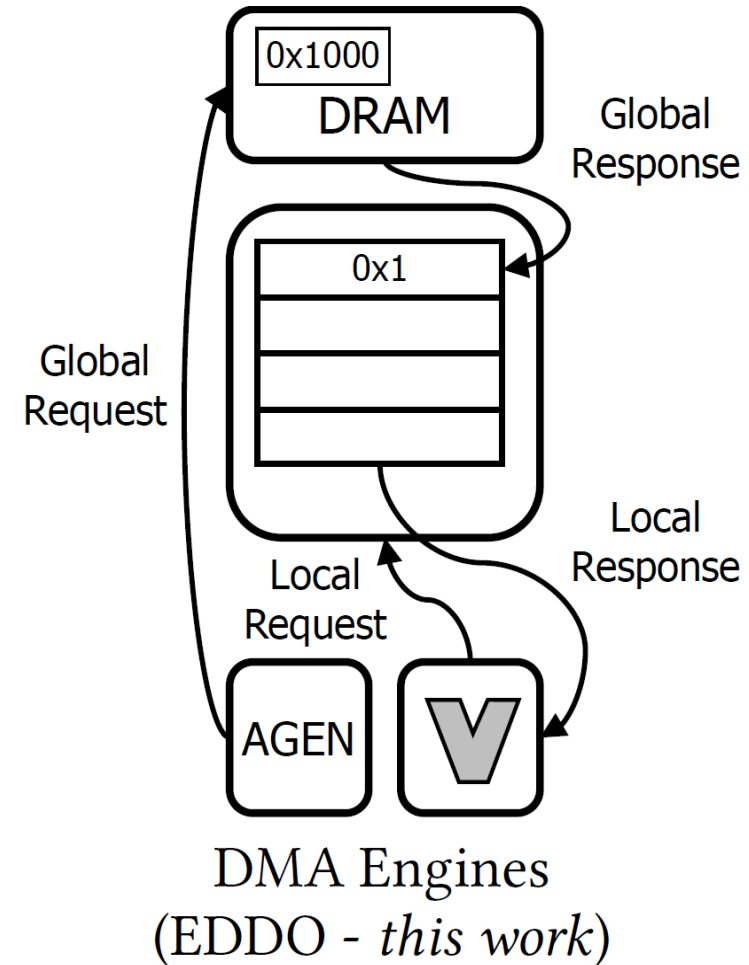 0x1000
DRAM
Global
Response
0x1
Global
Request
Local
Response
Local
Request
AGEN
DMA Engines
(EDDO - this work)